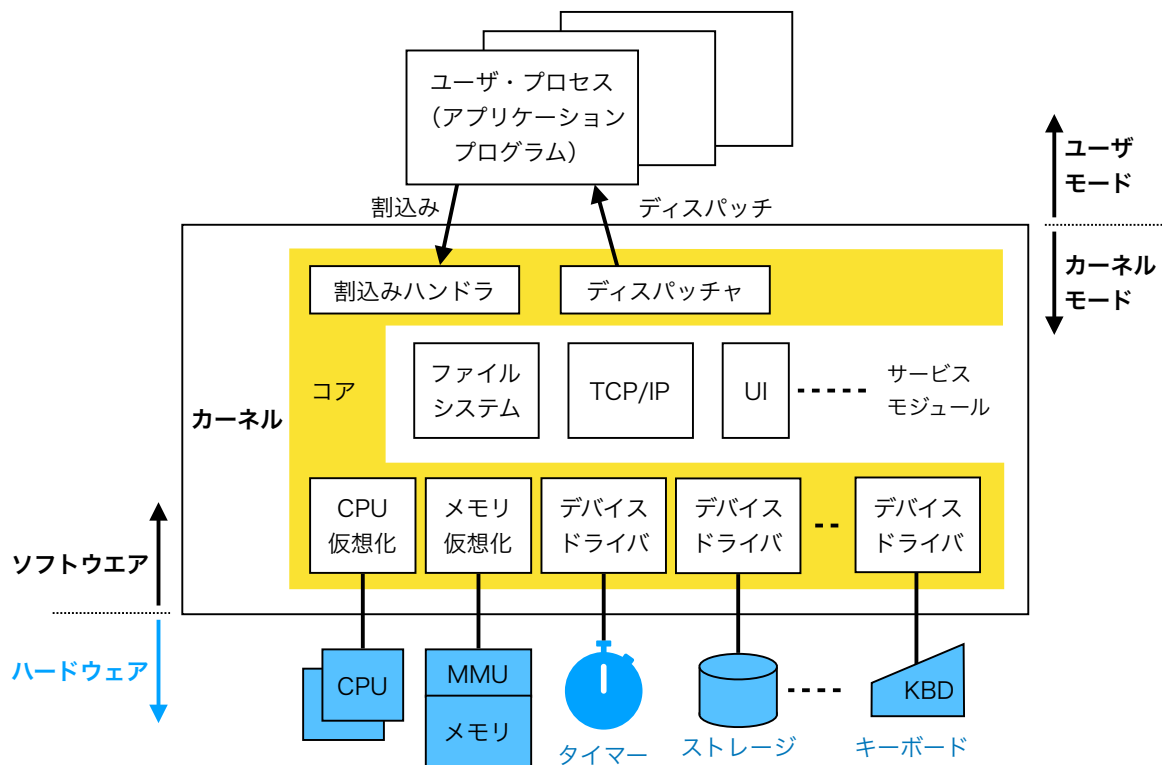 ユーザ・プロセス
（アプリケーション
プログラム）
ユーザ
モード
割込み
ディスパッチ
カーネル
モード
割込みハンドラ
ディスパッチャ
コア
ファイル
システム
TCP/IP
UI
サービス
モジュール
カーネル
CPU
仮想化
メモリ
仮想化
デバイス
ドライバ
デバイス
ドライバ
デバイス
ドライバ
ソフトウエア
ハードウェア
CPU
MMU
メモリ
KBD
タイマー
ストレージ
キーボード